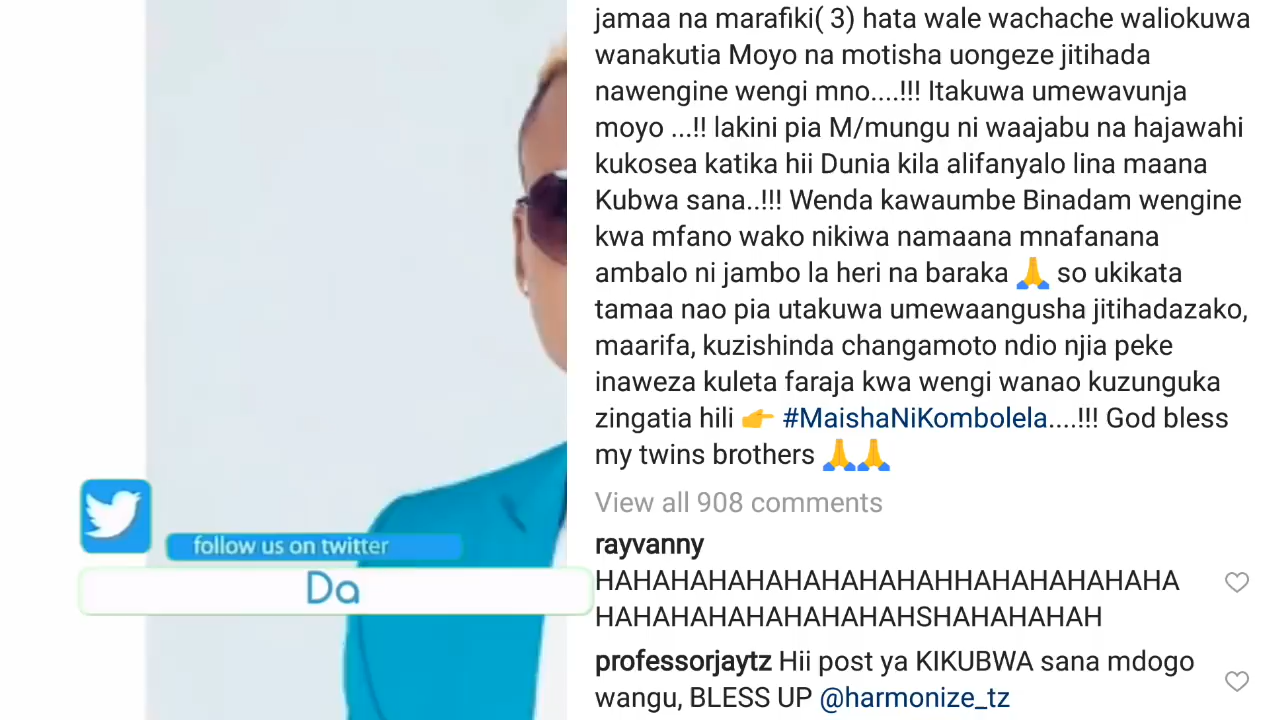 jamaa na marafiki( 3) hata wale wachache waliokuwa
wanakutia Moyo na motisha uongeze jitihada
nawengine wengi mno....!!! Itakuwa umewavunja
moyo ...!! lakini pia M/mungu ni waajabu na hajawahi
kukosea katika hii Dunia kila alifanyalo lina maana
Kubwa sana..!!! Wenda kawaumbe Binadam wengine
kwa mfano wako nikiwa namaana mnafanana
ambalo ni jambo la heri na baraka 🙏 so ukikata
tamaa nao pia utakuwa umewaangusha jitihadazako,
maarifa, kuzishinda changamoto ndio njia peke
inaweza kuleta faraja kwa wengi wanao kuzunguka
zingatia hili 👉 #MaishaNiKombolela....!!! God bless
my twins brothers 🙏🙏
View all 908 comments
rayvanny
HAHAHAHAHAHAHAHAHAHHAHAHAHAHAHA
HAHAHAHAHAHAHAHAHAHSHAHAHAHAH
professorjaytz Hii post ya KIKUBWA sana mdogo
wangu, BLESS UP @harmonize_tz
follow us on twitter
Da